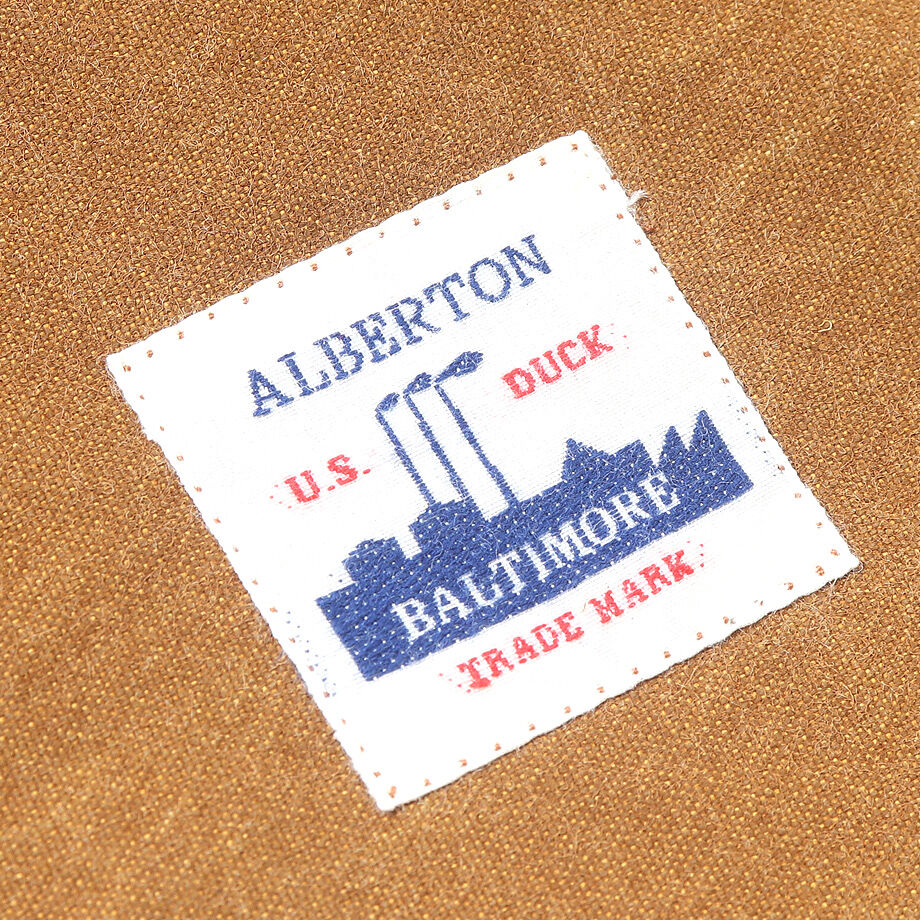 ALBERTON
U.S. DUCK
BALTIMORE
TRADE MARK